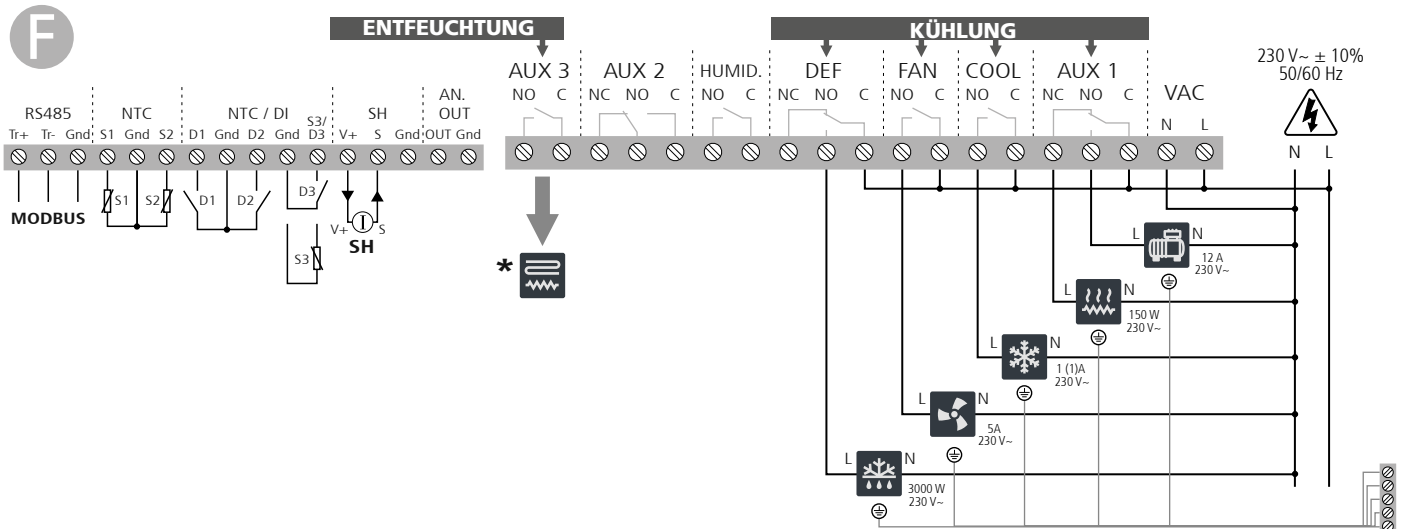 F
ENTFEUCHTUNG
KÜHLUNG
230 V~ ± 10%
50/60 Hz
AUX 3 AUX 2 HUMID. DEF FAN COOL AUX 1 VAC
NO C NC NO C NO C NC NO C NO C NO C NC NO C N L
RS485 NTC NTC / DI SH AN. OUT
Tr+ Tr- Gnd S1 Gnd S2 D1 Gnd D2 Gnd S3/D3 V+ S Gnd OUT Gnd
N L
MODBUS
S1 S2 D1 D2 D3
V+ S
SH
S3
*
L N
12 A
230 V~
L N
150 W
230 V~
L N
1 (1)A
230 V~
L N
5A
230 V~
L N
3000 W
230 V~